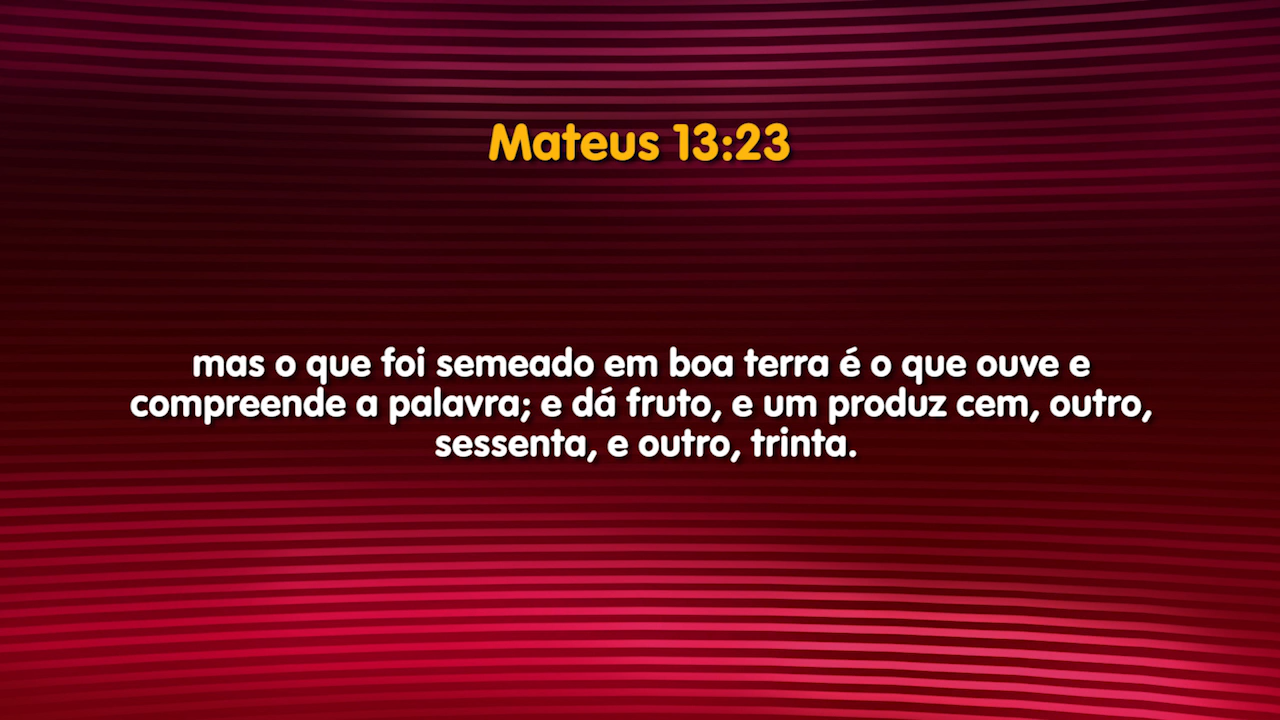 Mateus 13:23
mas o que foi semeado em boa terra é o que ouve e
compreende a palavra; e dá fruto, e um produz cem, outro,
sessenta, e outro, trinta.